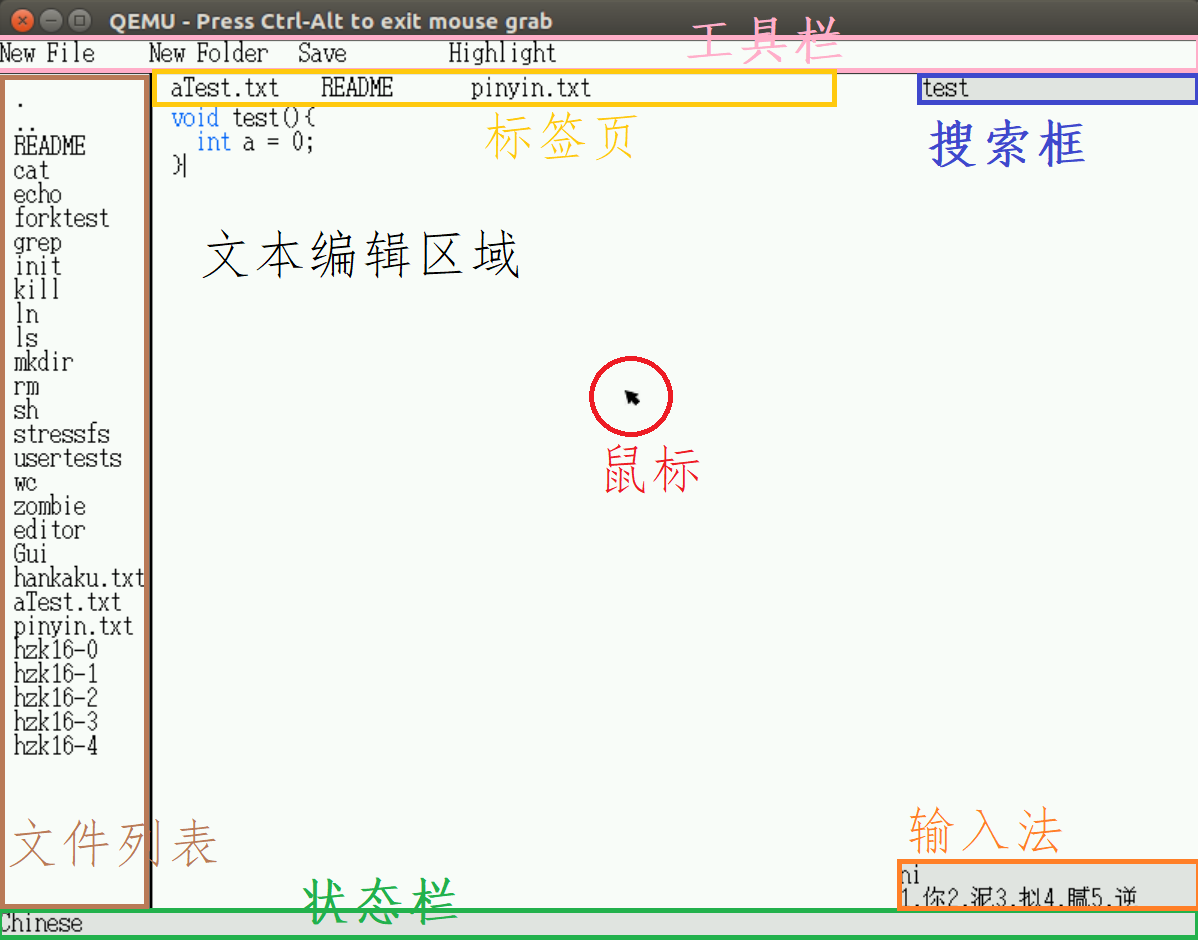 QEMU - Press Ctrl-Alt to exit mouse grab
New File New Folder Save Highlight 工具栏
aTest.txt README pinyin.txt test
.
..
README
cat
echo
forktest
grep
init
kill
ln
ls
mkdir
rm
sh
stressfs
usertests
wc
zombie
editor
Gui
hankaku.txt
aTest.txt
pinyin.txt
hzk16-0
hzk16-1
hzk16-2
hzk16-3
hzk16-4
文件列表
void test(){
int a = 0;
}
标签页
搜索框
文本编辑区域
鼠标
输入法
ni
1.你2.泥3.拟4.腻5.逆
状态栏
Chinese